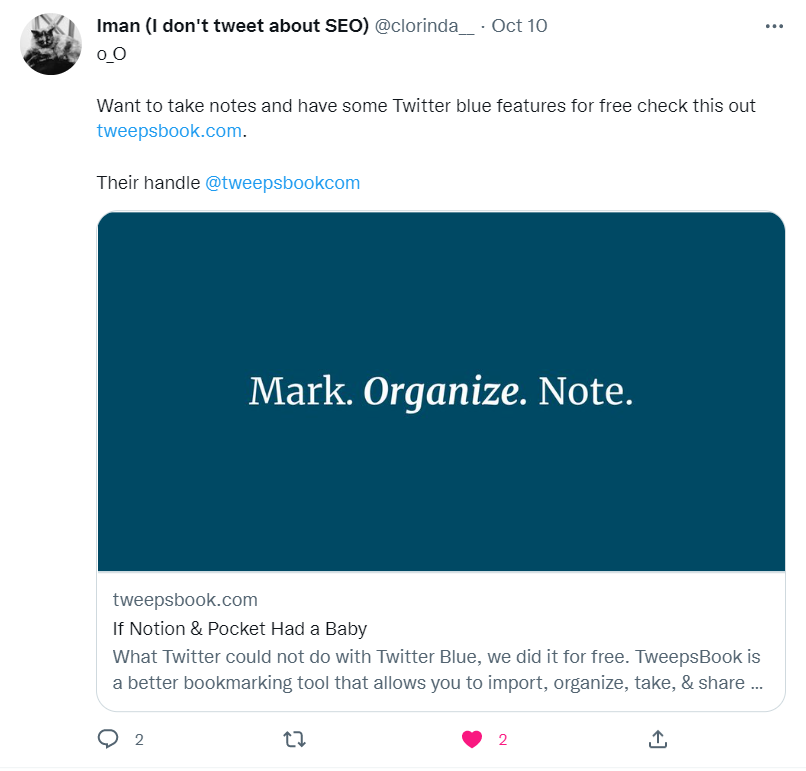 Iman (I don't tweet about SEO) @clorinda__ · Oct 10
o_O
Want to take notes and have some Twitter blue features for free check this out
tweepsbook.com.
Their handle @tweepsbookcom
Mark. Organize. Note.
tweepsbook.com
If Notion & Pocket Had a Baby
What Twitter could not do with Twitter Blue, we did it for free. TweepsBook is
a better bookmarking tool that allows you to import, organize, take, & share ...
2 2